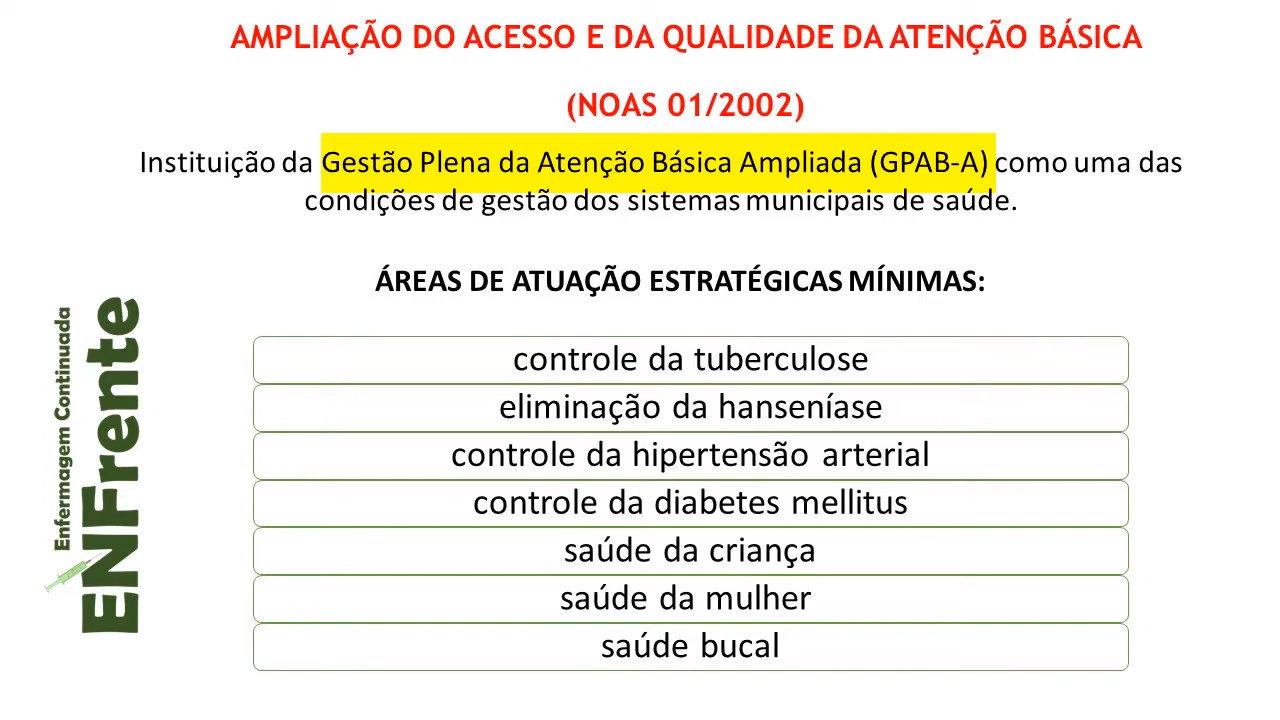 AMPLIAÇÃO DO ACESSO E DA QUALIDADE DA ATENÇÃO BÁSICA
(NOAS 01/2002)
Instituição da Gestão Plena da Atenção Básica Ampliada (GPAB-A) como uma das
condições de gestão dos sistemas municipais de saúde.
ÁREAS DE ATUAÇÃO ESTRATÉGICAS MÍNIMAS:
controle da tuberculose
eliminação da hanseníase
controle da hipertensão arterial
controle da diabetes mellitus
saúde da criança
saúde da mulher
saúde bucal
Enfermagem Continuada
ENFrente